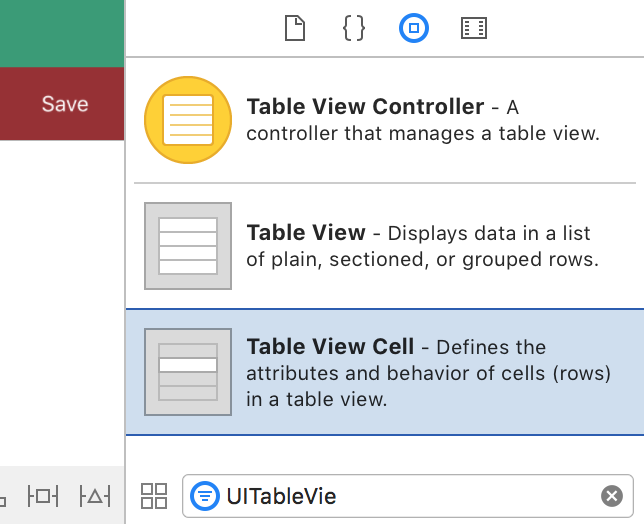 Save
Table View Controller - A
controller that manages a table view.
Table View - Displays data in a list
of plain, sectioned, or grouped rows.
Table View Cell - Defines the
attributes and behavior of cells (rows)
in a table view.
UITableVie